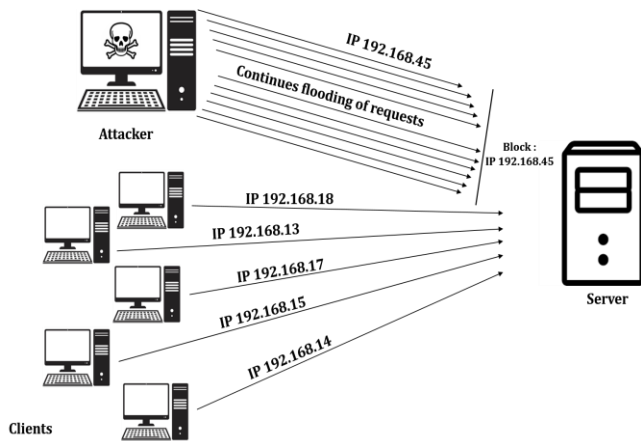 IP 192.168.45
Continues flooding of requests
Attacker
Block :
IP 192.168.45
IP 192.168.18
IP 192.168.13
IP 192.168.17
Server
IP 192.168.15
IP 192.168.14
Clients